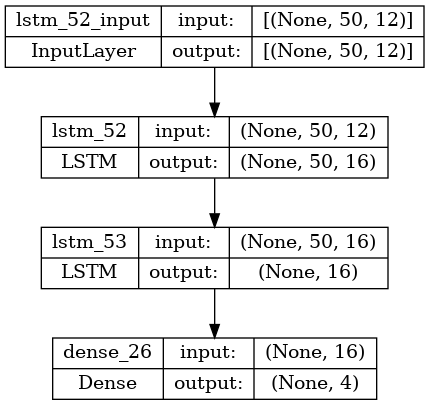 lstm_52_input input: [(None, 50, 12)]
InputLayer output: [(None, 50, 12)]
lstm_52 input: (None, 50, 12)
LSTM output: (None, 50, 16)
lstm_53 input: (None, 50, 16)
LSTM output: (None, 16)
dense_26 input: (None, 16)
Dense output: (None, 4)